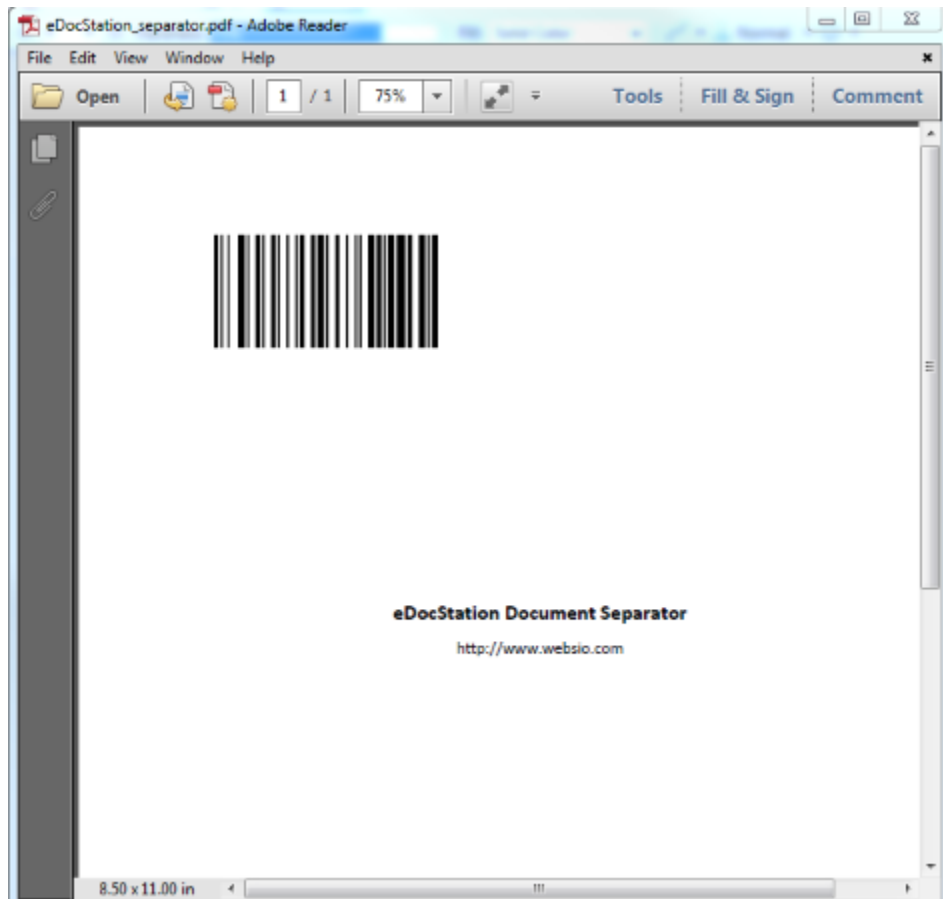 eDocStation_separator.pdf - Adobe Reader
File Edit View Window Help
Open 1 / 1 75% Tools Fill & Sign Comment
eDocStation Document Separator
http://www.websio.com
8.50 x 11.00 in